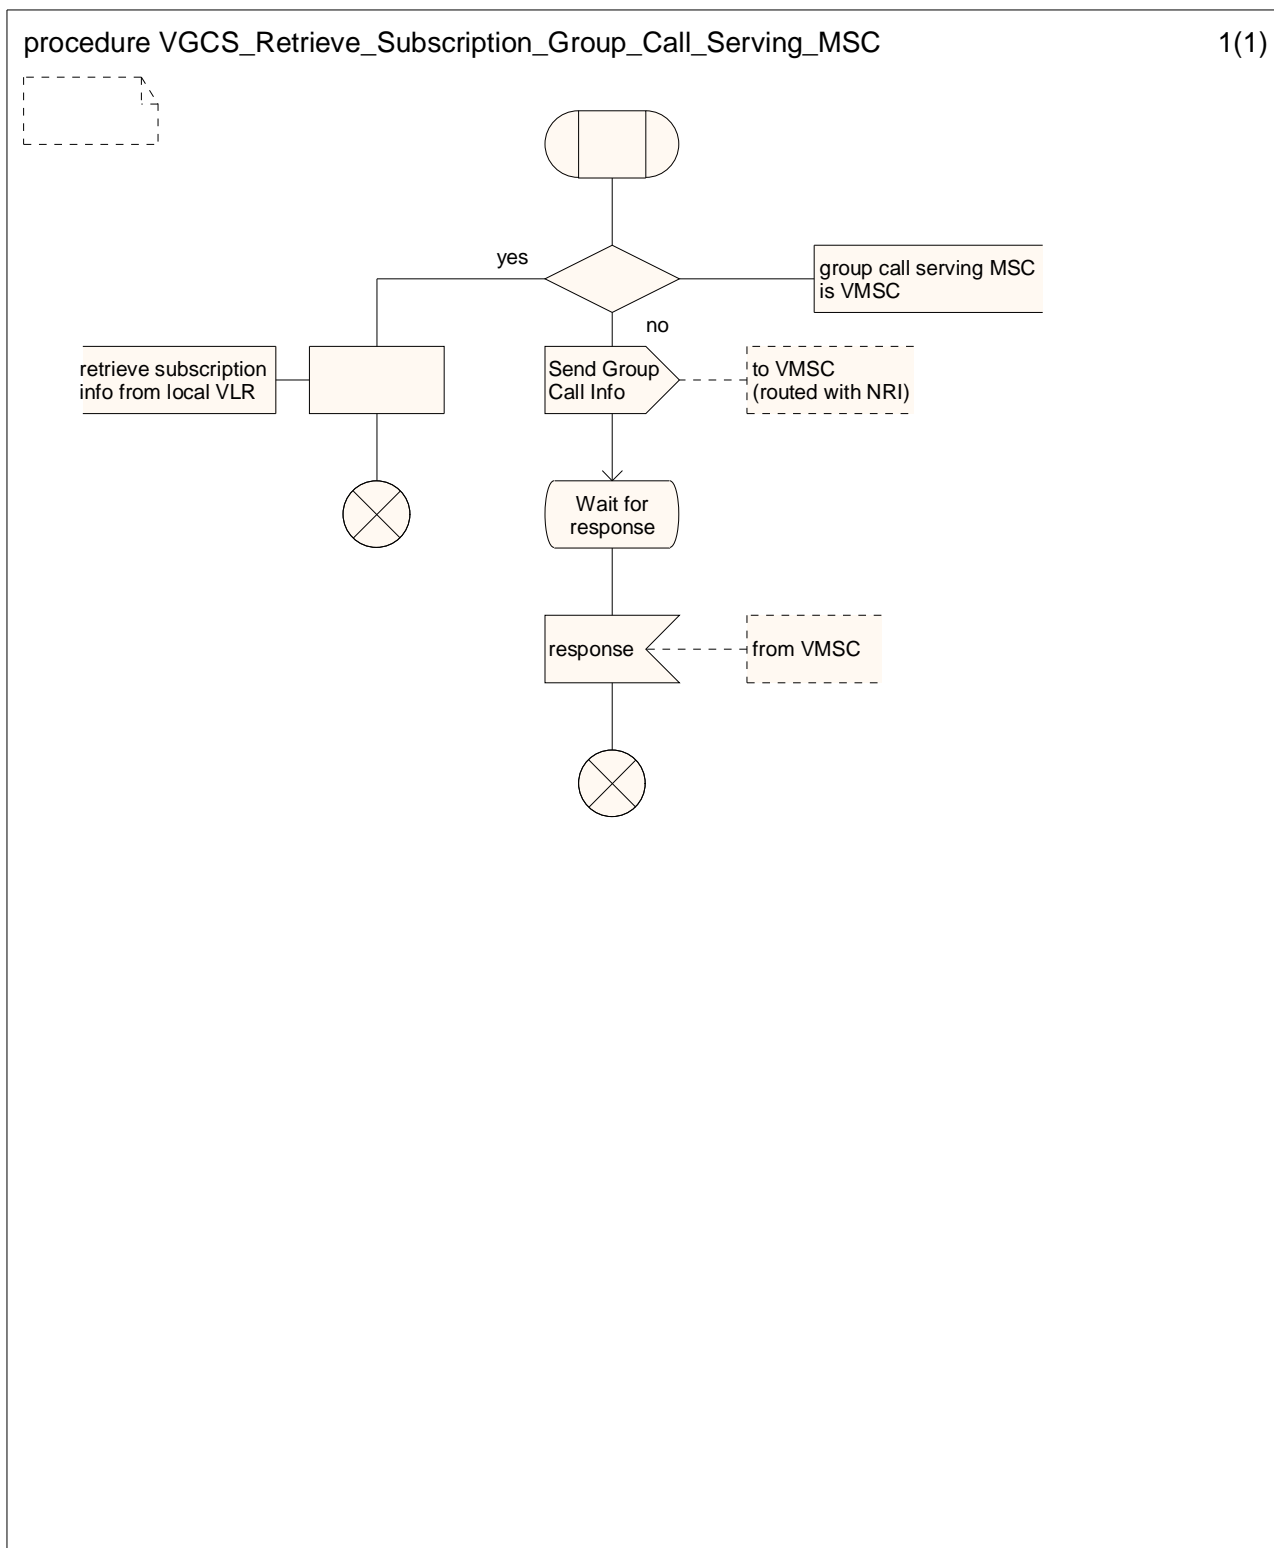 procedure VGCS_Retrieve_Subscription_Group_Call_Serving_MSC
1(1)
yes
group call serving MSC
is VMSC
no
retrieve subscription
info from local VLR
Send Group
Call Info
to VMSC
(routed with NRI)
Wait for
response
response
from VMSC